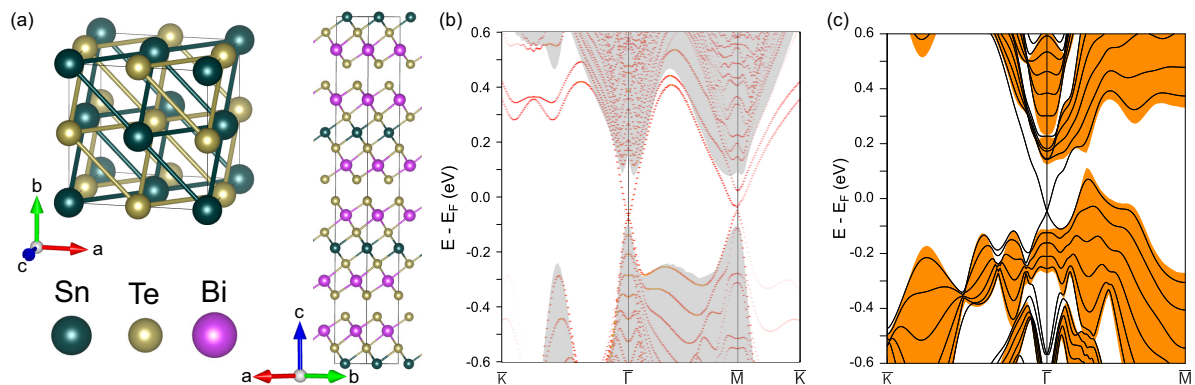 (a)
b
a
c
Sn Te Bi
c
a b
(b)
E - E_F (eV)
0.6
0.4
0.2
0.0
-0.2
-0.4
-0.6
K̅ Γ̅ M̅ K̅
(c)
E - E_F (eV)
0.6
0.4
0.2
0.0
-0.2
-0.4
-0.6
K̅ Γ̅ M̅